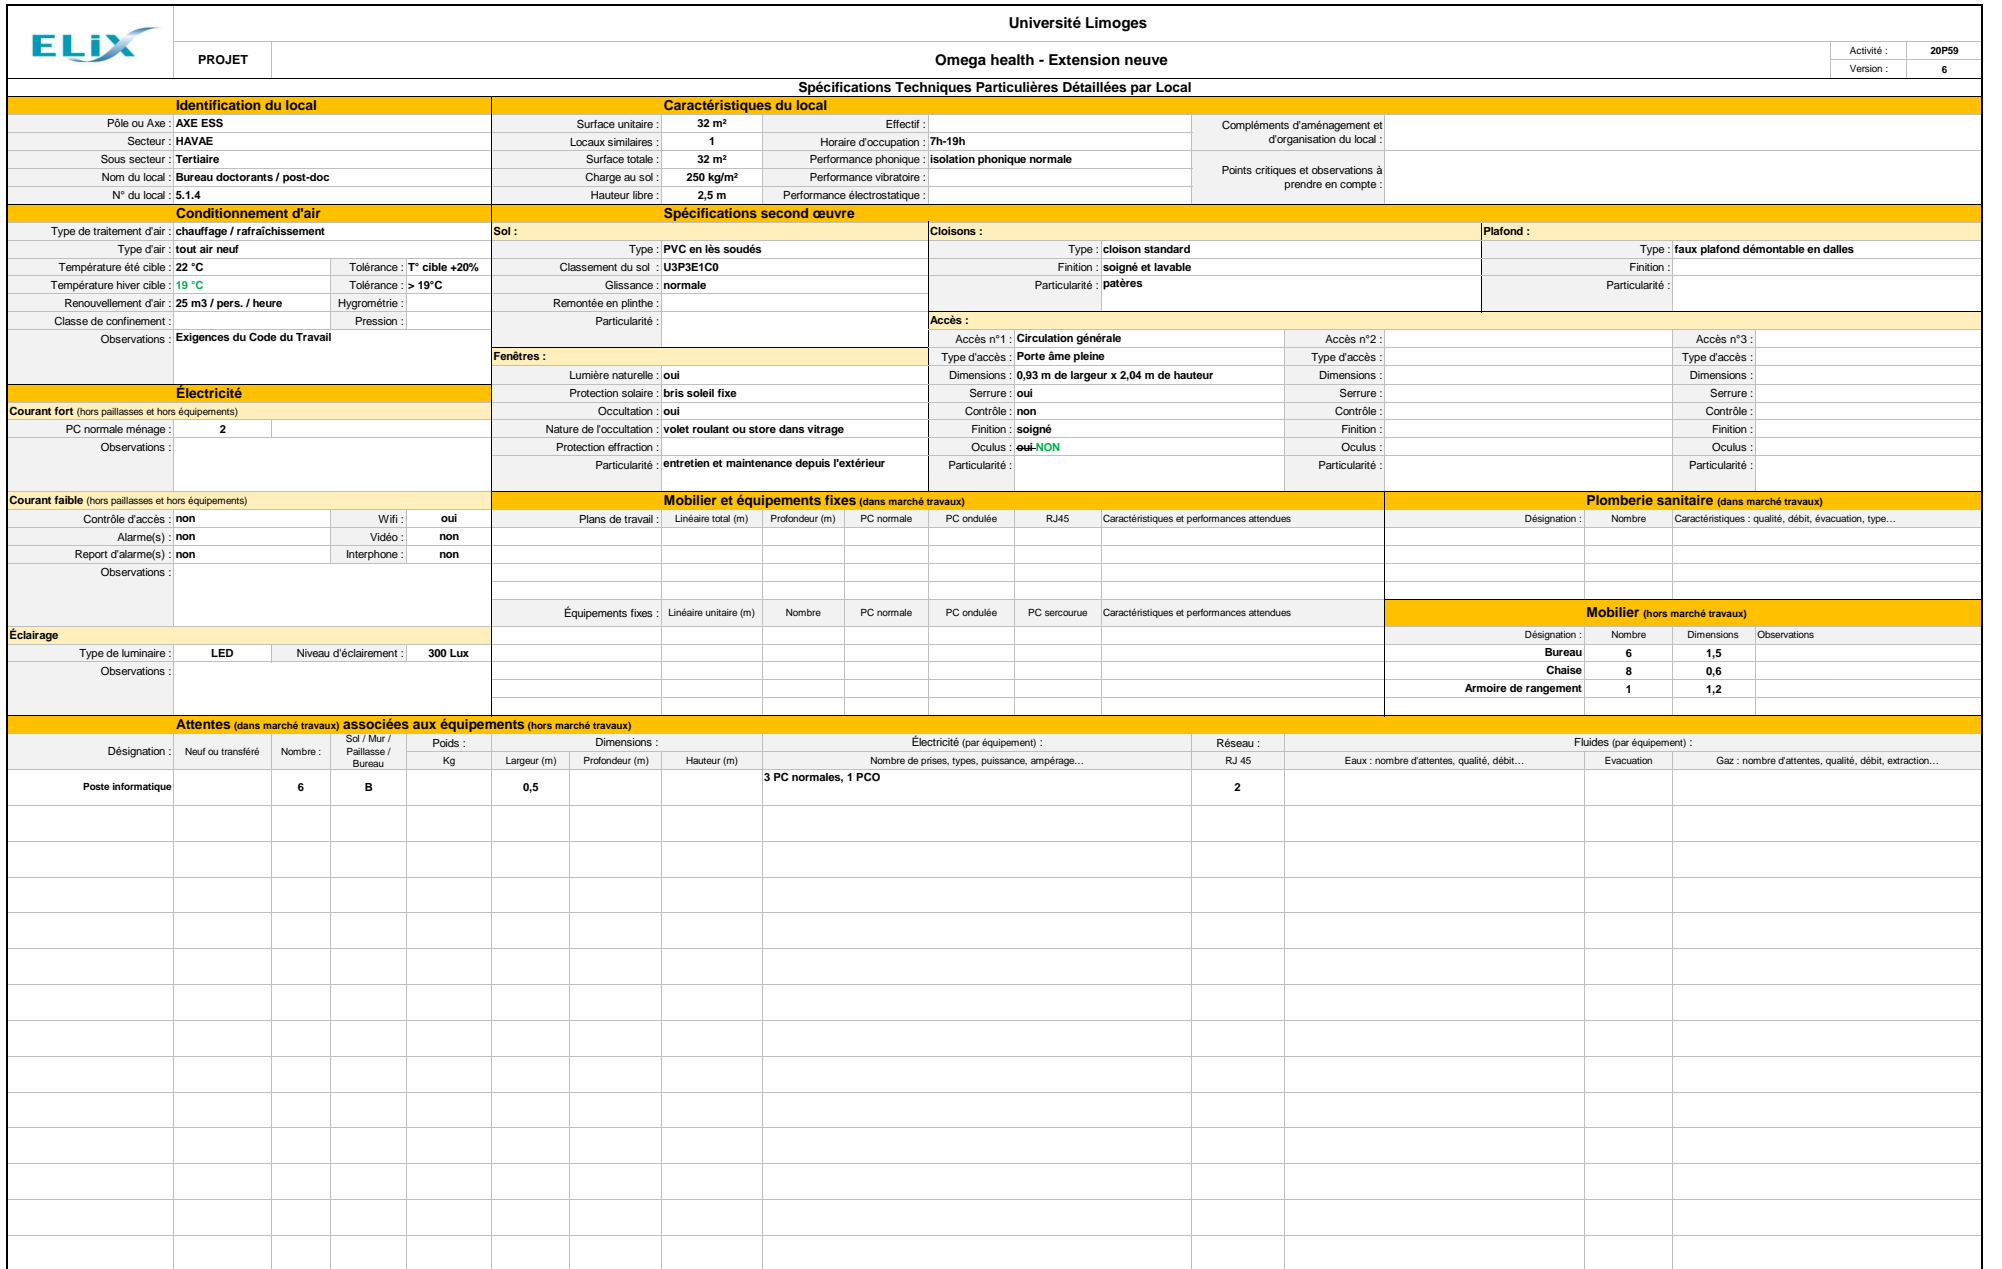 ELiX
Université Limoges
PROJET
Omega health - Extension neuve
Activité : 20P59
Version : 6
Spécifications Techniques Particulières Détaillées par Local
Identification du local
Caractéristiques du local
Pôle ou Axe : AXE ESS
Secteur : HAVAE
Sous secteur : Tertiaire
Nom du local : Bureau doctorants / post-doc
N° du local : 5.1.4
Surface unitaire : 32 m² Effectif :
Locaux similaires : 1 Horaire d'occupation : 7h-19h
Surface totale : 32 m² Performance phonique : isolation phonique normale
Charge au sol : 250 kg/m² Performance vibratoire :
Hauteur libre : 2,5 m Performance électrostatique :
Compléments d'aménagement et
d'organisation du local :
Points critiques et observations à
prendre en compte :
Conditionnement d'air
Type de traitement d'air : chauffage / rafraîchissement
Type d'air : tout air neuf
Température été cible : 22 °C Tolérance : T° cible +20%
Température hiver cible : 19 °C Tolérance : > 19°C
Renouvellement d'air : 25 m3 / pers. / heure Hygrométrie :
Classe de confinement : Pression :
Observations : Exigences du Code du Travail
Spécifications second œuvre
Sol :
Type : PVC en lès soudés
Classement du sol : U3P3E1C0
Glissance : normale
Remontée en plinthe :
Particularité :
Cloisons :
Type : cloison standard
Finition : soigné et lavable
Particularité : patères
Plafond :
Type : faux plafond démontable en dalles
Finition :
Particularité :
Fenêtres :
Lumière naturelle : oui
Protection solaire : bris soleil fixe
Occultation : oui
Nature de l'occultation : volet roulant ou store dans vitrage
Protection effraction :
Particularité : entretien et maintenance depuis l'extérieur
Accès :
Accès n°1 : Circulation générale Accès n°2 : Accès n°3 :
Type d'accès : Porte âme pleine Type d'accès : Type d'accès :
Dimensions : 0,93 m de largeur x 2,04 m de hauteur Dimensions : Dimensions :
Serrure : oui Serrure : Serrure :
Contrôle : non Contrôle : Contrôle :
Finition : soigné Finition : Finition :
Oculus : oui NON Oculus : Oculus :
Particularité : Particularité : Particularité :
Électricité
Courant fort (hors paillasses et hors équipements)
PC normale ménage : 2
Observations :
Courant faible (hors paillasses et hors équipements)
Contrôle d'accès : non Wifi : oui
Alarme(s) : non Vidéo : non
Report d'alarme(s) : non Interphone : non
Observations :
Éclairage
Type de luminaire : LED Niveau d'éclairement : 300 Lux
Observations :
Mobilier et équipements fixes (dans marché travaux)
Plans de travail : Linéaire total (m) Profondeur (m) PC normale PC ondulée RJ45 Caractéristiques et performances attendues
Équipements fixes : Linéaire unitaire (m) Nombre PC normale PC ondulée PC sercourue Caractéristiques et performances attendues
Plomberie sanitaire (dans marché travaux)
Désignation : Nombre Caractéristiques : qualité, débit, évacuation, type…
Mobilier (hors marché travaux)
Désignation : Nombre Dimensions Observations
Bureau 6 1,5
Chaise 8 0,6
Armoire de rangement 1 1,2
Attentes (dans marché travaux) associées aux équipements (hors marché travaux)
Désignation : Neuf ou transféré Nombre :
Sol / Mur /
Paillasse /
Bureau
Poids :
Kg
Dimensions :
Largeur (m) Profondeur (m) Hauteur (m)
Électricité (par équipement) :
Nombre de prises, types, puissance, ampérage…
Réseau :
RJ 45
Fluides (par équipement) :
Eaux : nombre d'attentes, qualité, débit… Evacuation Gaz : nombre d'attentes, qualité, débit, extraction…
Poste informatique 6 B 0,5 3 PC normales, 1 PCO 2